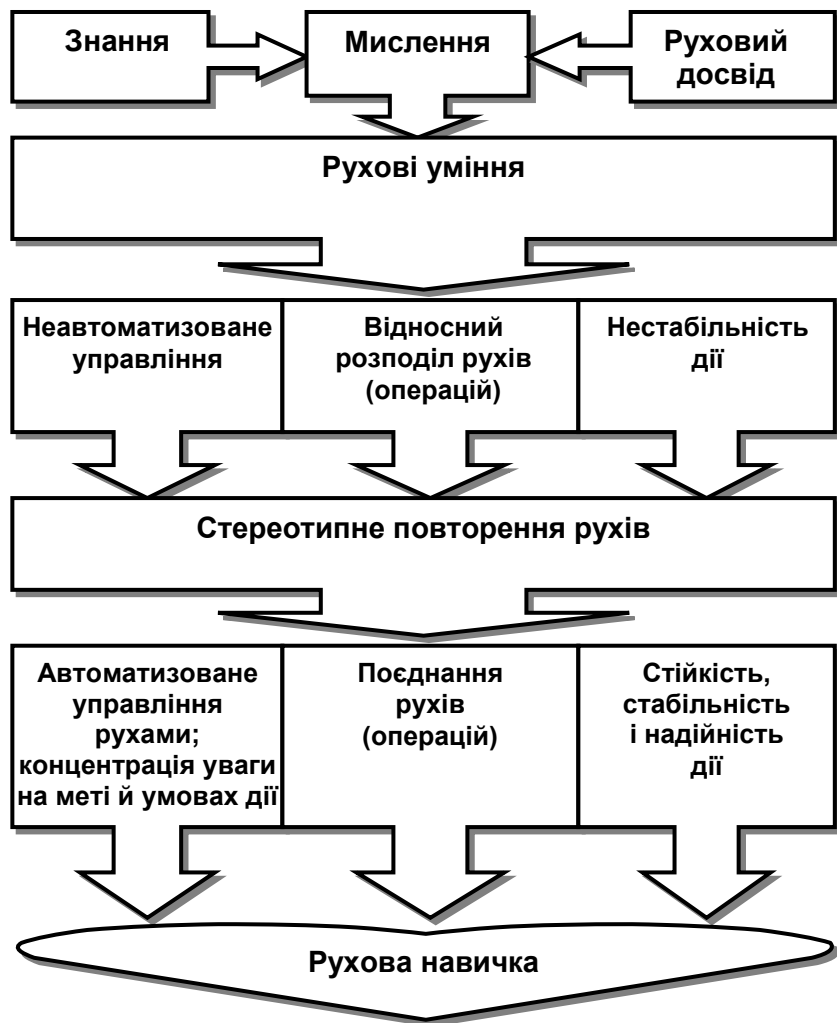 Знання
Мислення
Руховий
досвід
Рухові уміння
Неавтоматизоване
управління
Відносний
розподіл рухів
(операцій)
Нестабільність
дії
Стереотипне повторення рухів
Автоматизоване
управління
рухами;
концентрація уваги
на меті й умовах дії
Поєднання
рухів
(операцій)
Стійкість,
стабільність
і надійність
дії
Рухова навичка